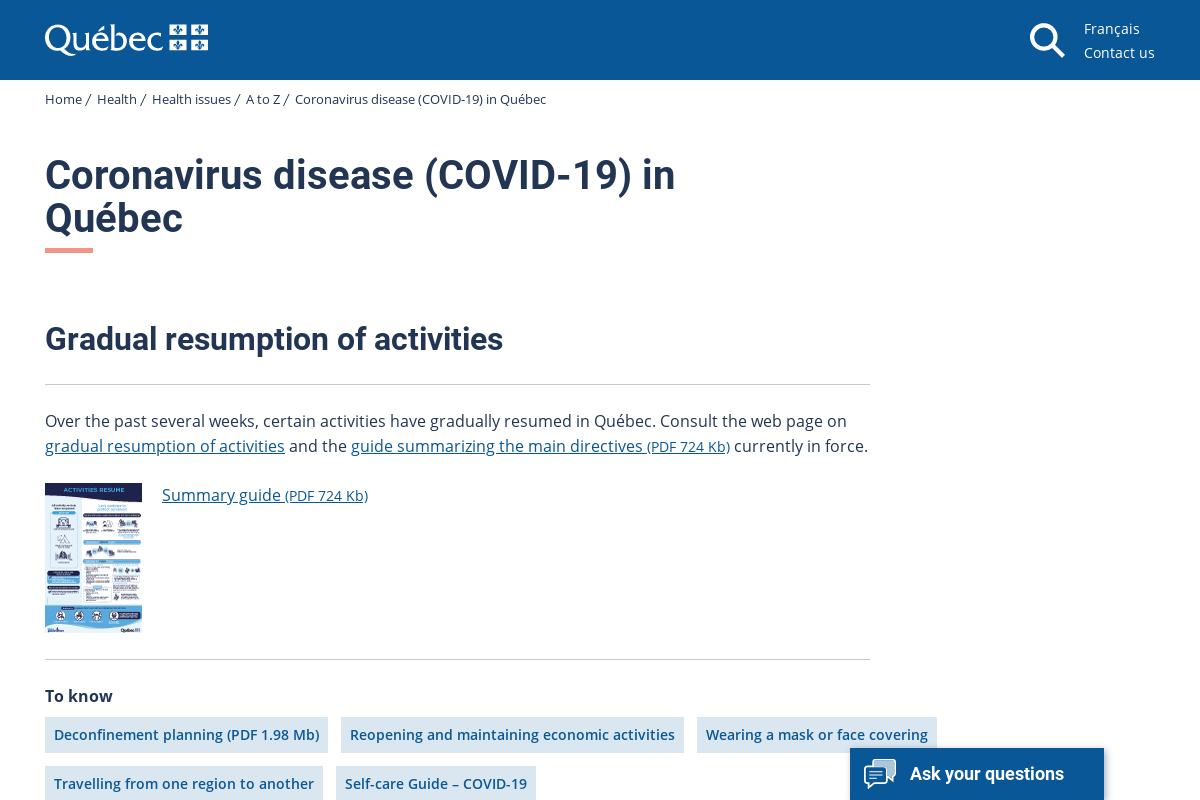 Québec
Français
Contact us
Home / Health / Health issues / A to Z / Coronavirus disease (COVID-19) in Québec
Coronavirus disease (COVID-19) in
Québec
Gradual resumption of activities
Over the past several weeks, certain activities have gradually resumed in Québec. Consult the web page on
gradual resumption of activities and the guide summarizing the main directives (PDF 724 Kb) currently in force.
ACTIVITIES RESUME
Summary guide (PDF 724 Kb)
Québec
To know
Deconfinement planning (PDF 1.98 Mb)
Reopening and maintaining economic activities
Wearing a mask or face covering
Travelling from one region to another
Self-care Guide – COVID-19
Ask your questions